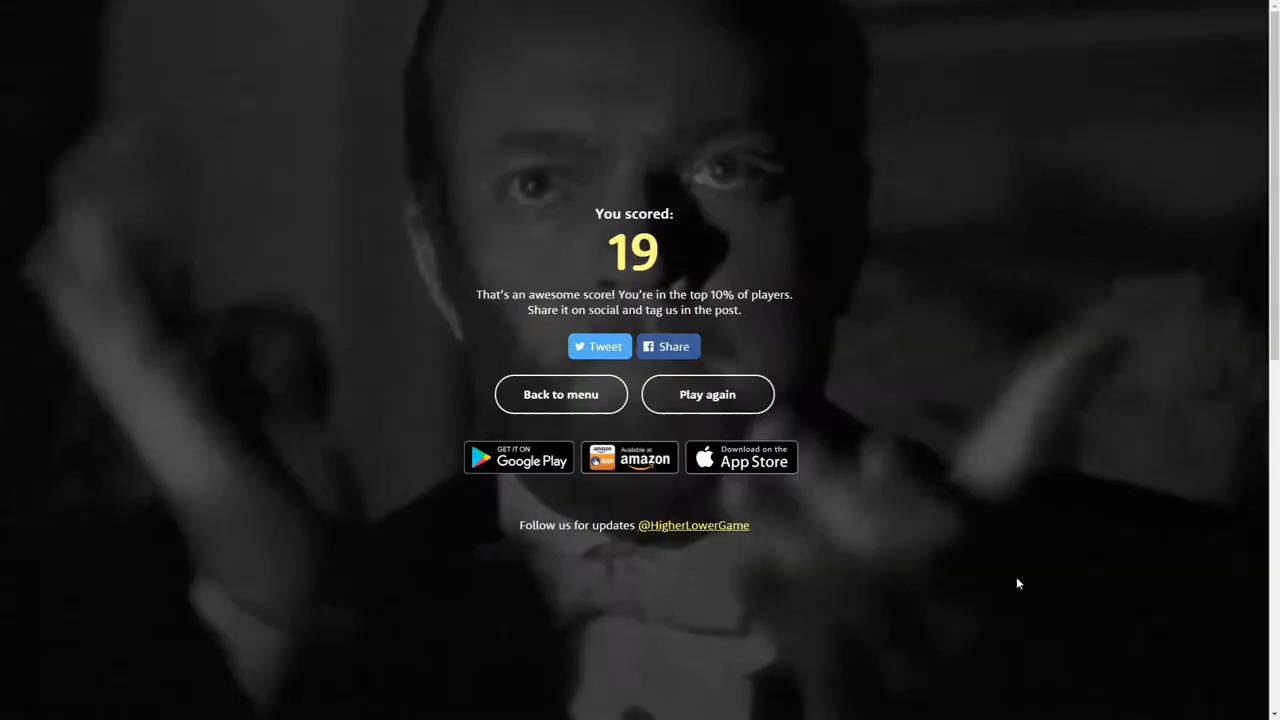 You scored:
19
That's an awesome score! You're in the top 10% of players.
Share it on social and tag us in the post.
Tweet
Share
Back to menu
Play again
GET IT ON
Google Play
amazon
apps
Available at
amazon
Download on the
App Store
Follow us for updates @HigherLowerGame